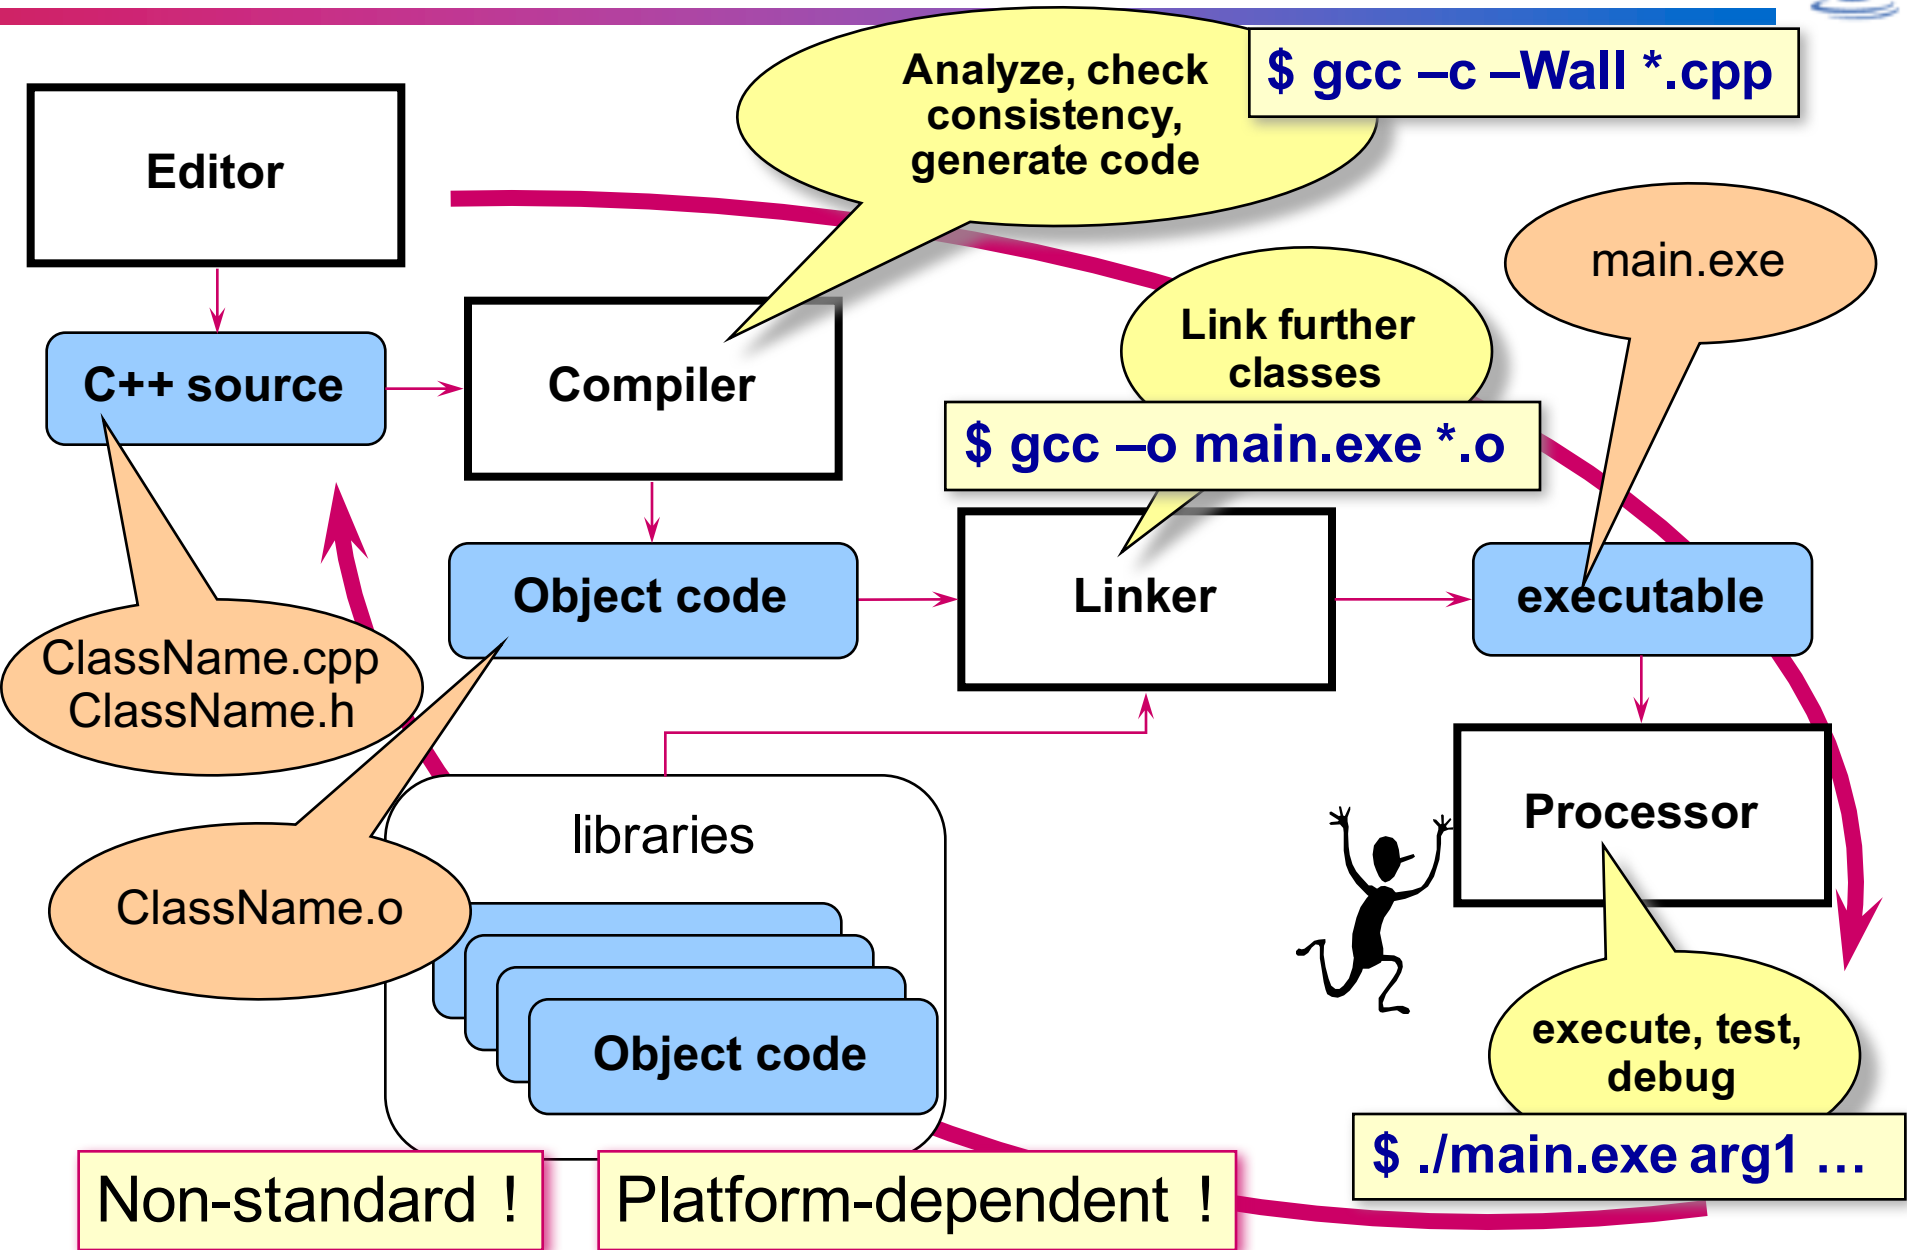 Analyze, check
consistency,
generate code
$ gcc –c –Wall *.cpp
Editor
main.exe
Link further
classes
C++ source
Compiler
$ gcc –o main.exe *.o
Object code
Linker
executable
ClassName.cpp
ClassName.h
libraries
Processor
ClassName.o
Object code
execute, test,
debug
$ ./main.exe arg1 …
Non-standard !
Platform-dependent !